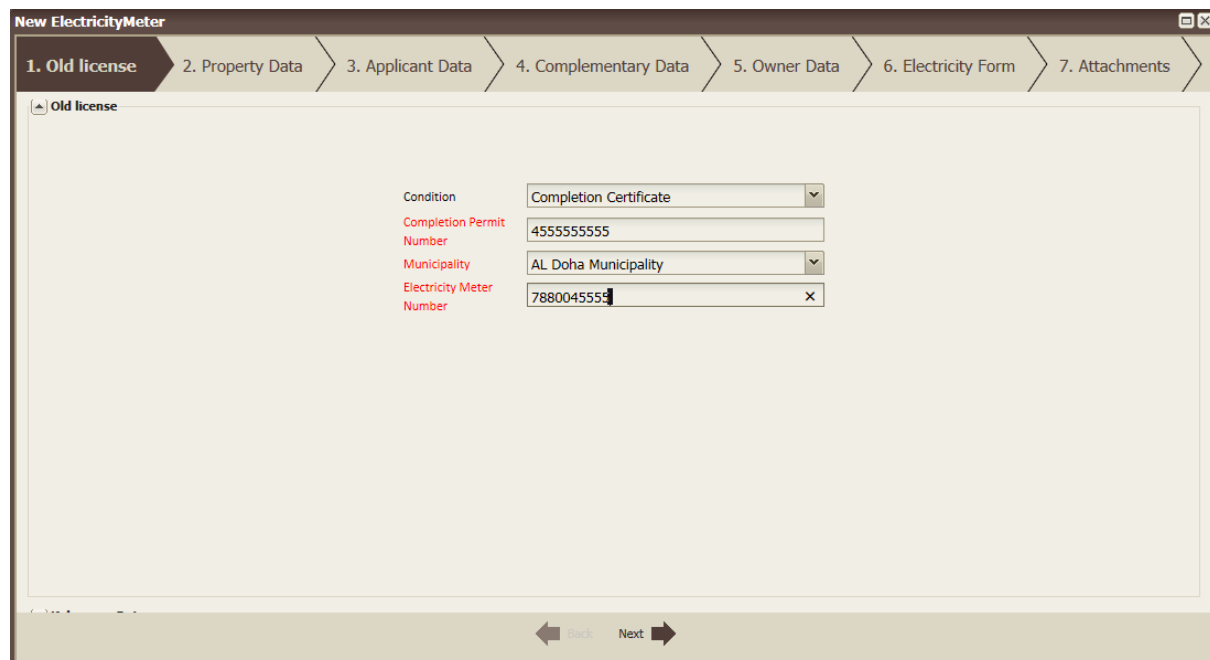 New ElectricityMeter
1. Old license
2. Property Data
3. Applicant Data
4. Complementary Data
5. Owner Data
6. Electricity Form
7. Attachments
Old license
Condition
Completion Certificate
Completion Permit
Number
4555555555
Municipality
AL Doha Municipality
Electricity Meter
Number
7880045555
Back
Next